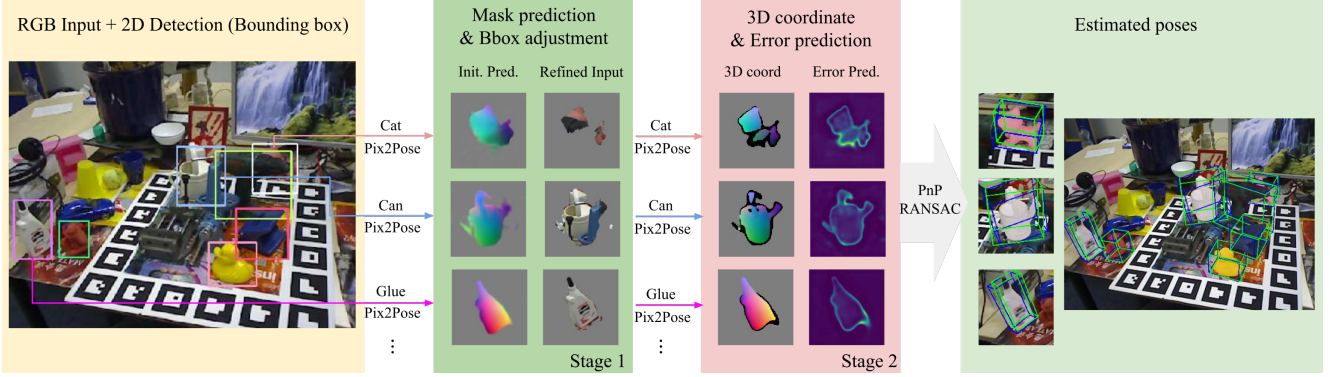 RGB Input + 2D Detection (Bounding box)
Cat
Pix2Pose
Can
Pix2Pose
Glue
Pix2Pose
⋮
Mask prediction
& Bbox adjustment
Init. Pred.
Refined Input
Stage 1
Cat
Pix2Pose
Can
Pix2Pose
Glue
Pix2Pose
⋮
3D coordinate
& Error prediction
3D coord
Error Pred.
Stage 2
PnP
RANSAC
Estimated poses